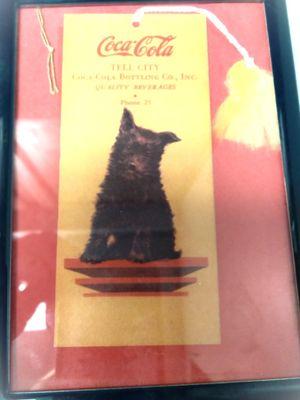 Coca-Cola
TELL CITY
COCA COLA BOTTLING CO., INC.
QUALITY BEVERAGES
Phone 25